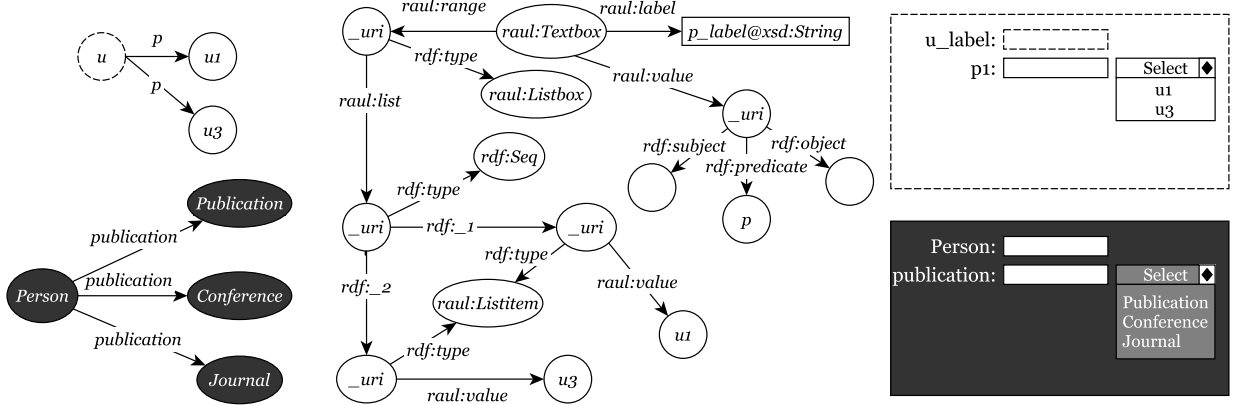 p
u
u1
p
u3
Publication
publication
publication
Person
Conference
publication
Journal
raul:range
raul:label
_uri
raul:Textbox
p_label@xsd:String
rdf:type
raul:value
raul:Listbox
raul:list
_uri
rdf:subject
rdf:object
rdf:predicate
p
rdf:Seq
rdf:type
_uri
rdf:_1
_uri
rdf:type
raul:value
rdf:_2
raul:Listitem
u1
rdf:type
_uri
raul:value
u3
u_label:
p1:
Select
u1
u3
Person:
publication:
Select
Publication
Conference
Journal